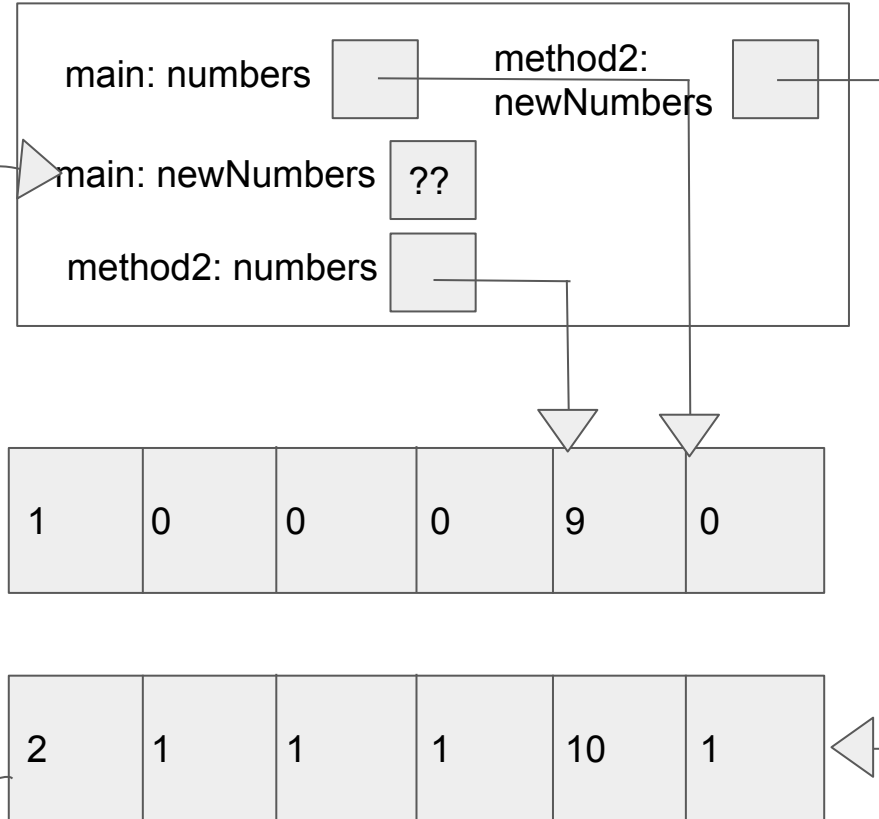 main: numbers
method2:
newNumbers
main: newNumbers
??
method2: numbers
1 0 0 0 9 0
2 1 1 1 10 1